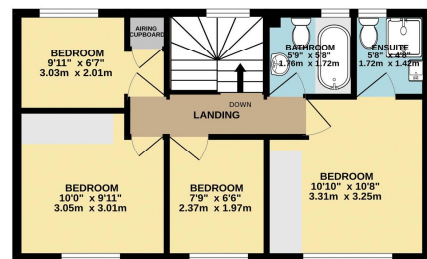 BEDROOM
9'11" x 6'7"
3.03m x 2.01m
AIRING
CUPBOARD
BATHROOM
5'9" x 5'8"
1.76m x 1.72m
ENSUITE
5'8" x 4'8"
1.72m x 1.42m
DOWN
LANDING
BEDROOM
10'0" x 9'11"
3.05m x 3.01m
BEDROOM
7'9" x 6'6"
2.37m x 1.97m
BEDROOM
10'10" x 10'8"
3.31m x 3.25m